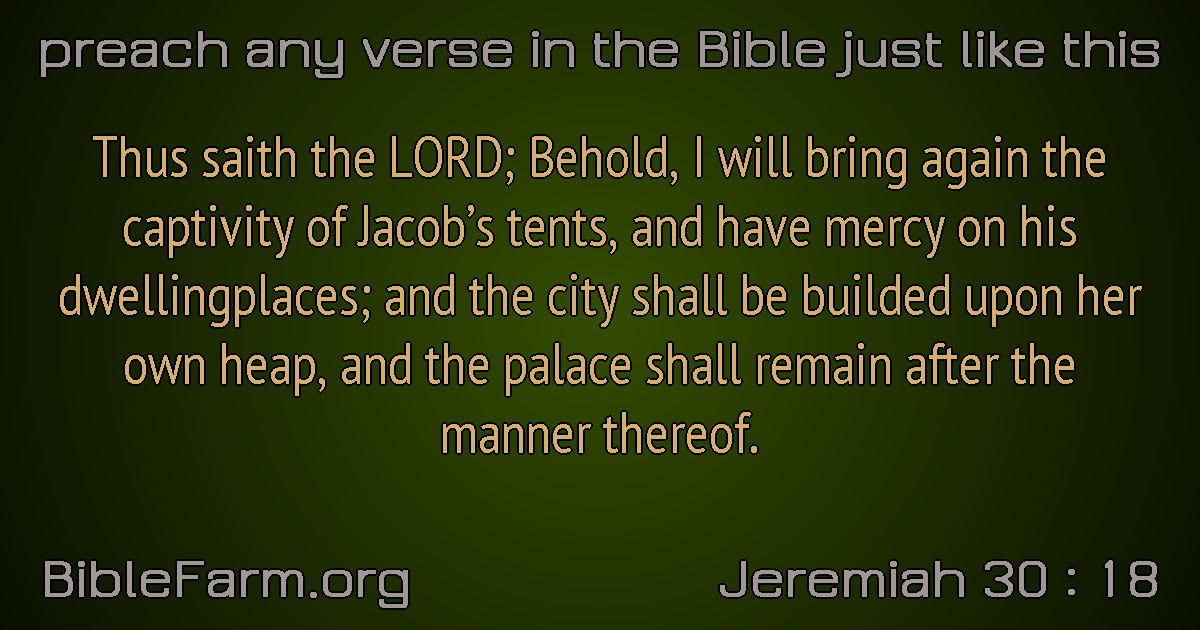 preach any verse in the Bible just like this
Thus saith the LORD; Behold, I will bring again the
captivity of Jacob’s tents, and have mercy on his
dwellingplaces; and the city shall be builded upon her
own heap, and the palace shall remain after the
manner thereof.
BibleFarm.org
Jeremiah 30 : 18